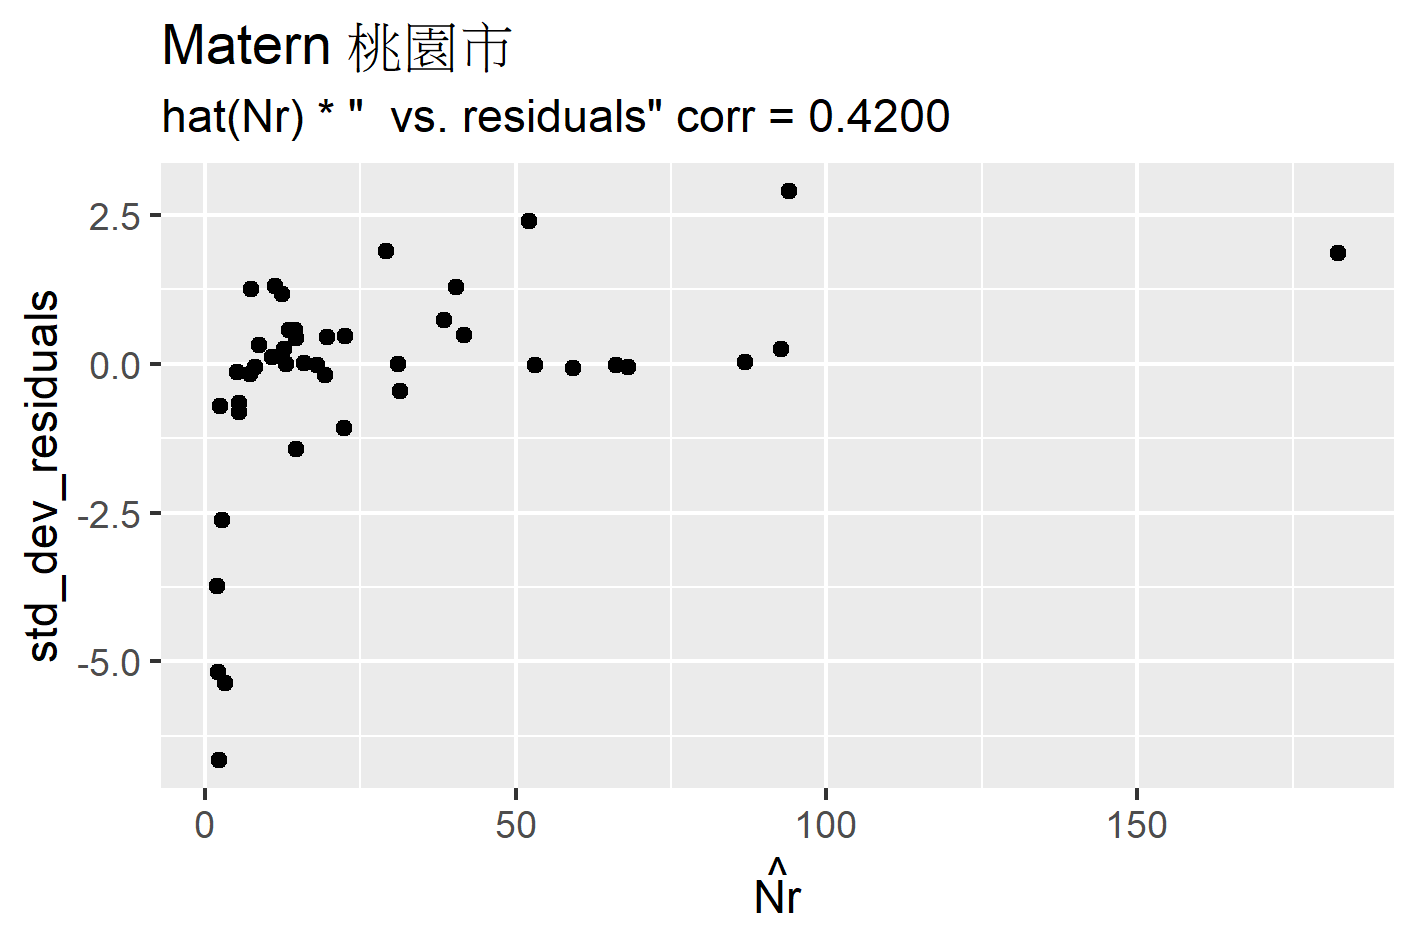 Matern 桃園市
hat(Nr) * "  vs. residuals" corr = 0.4200
std_dev_residuals
2.5
0.0
-2.5
-5.0
0
50
100
150
N̂r